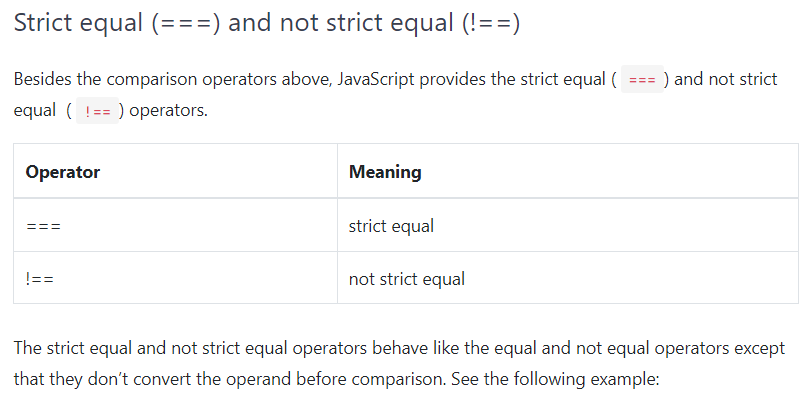 Strict equal (===) and not strict equal (!==)
Besides the comparison operators above, JavaScript provides the strict equal ( === ) and not strict
equal ( !== ) operators.
Operator Meaning
=== strict equal
!== not strict equal
The strict equal and not strict equal operators behave like the equal and not equal operators except
that they don’t convert the operand before comparison. See the following example: